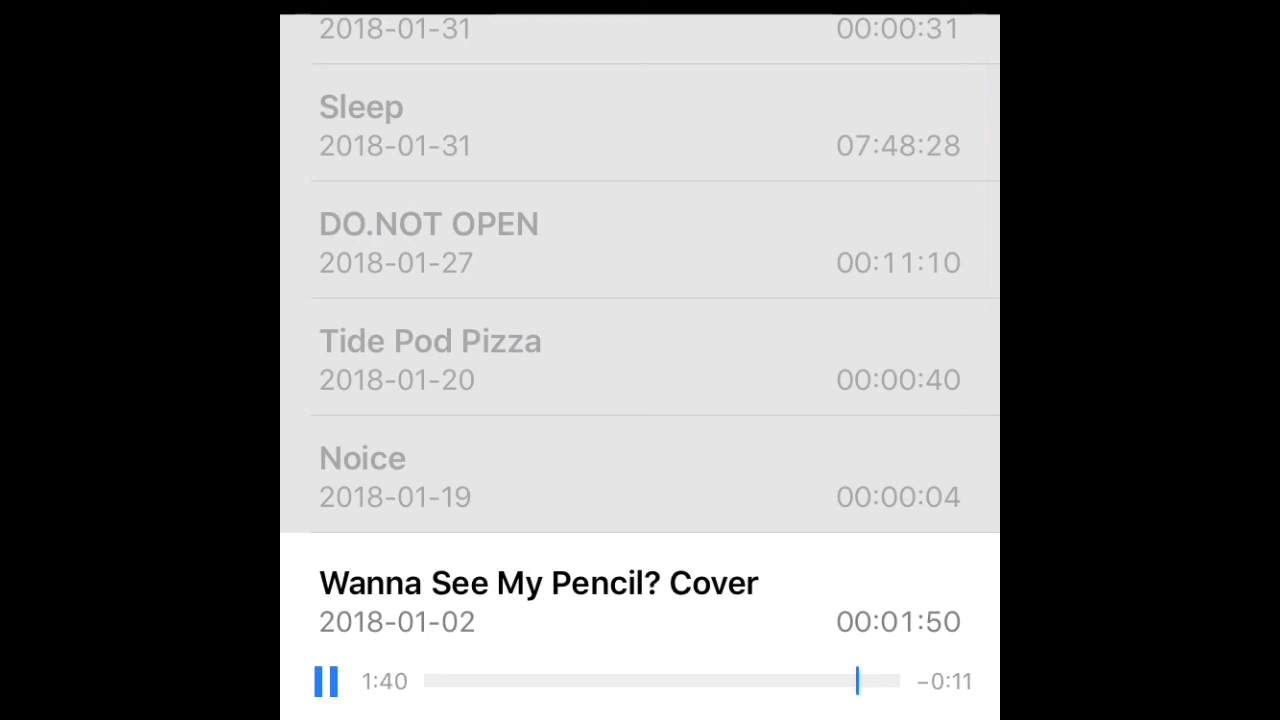 2018-01-31 00:00:31
Sleep
2018-01-31 07:48:28
DO.NOT OPEN
2018-01-27 00:11:10
Tide Pod Pizza
2018-01-20 00:00:40
Noice
2018-01-19 00:00:04
Wanna See My Pencil? Cover
2018-01-02 00:01:50
1:40 −0:11